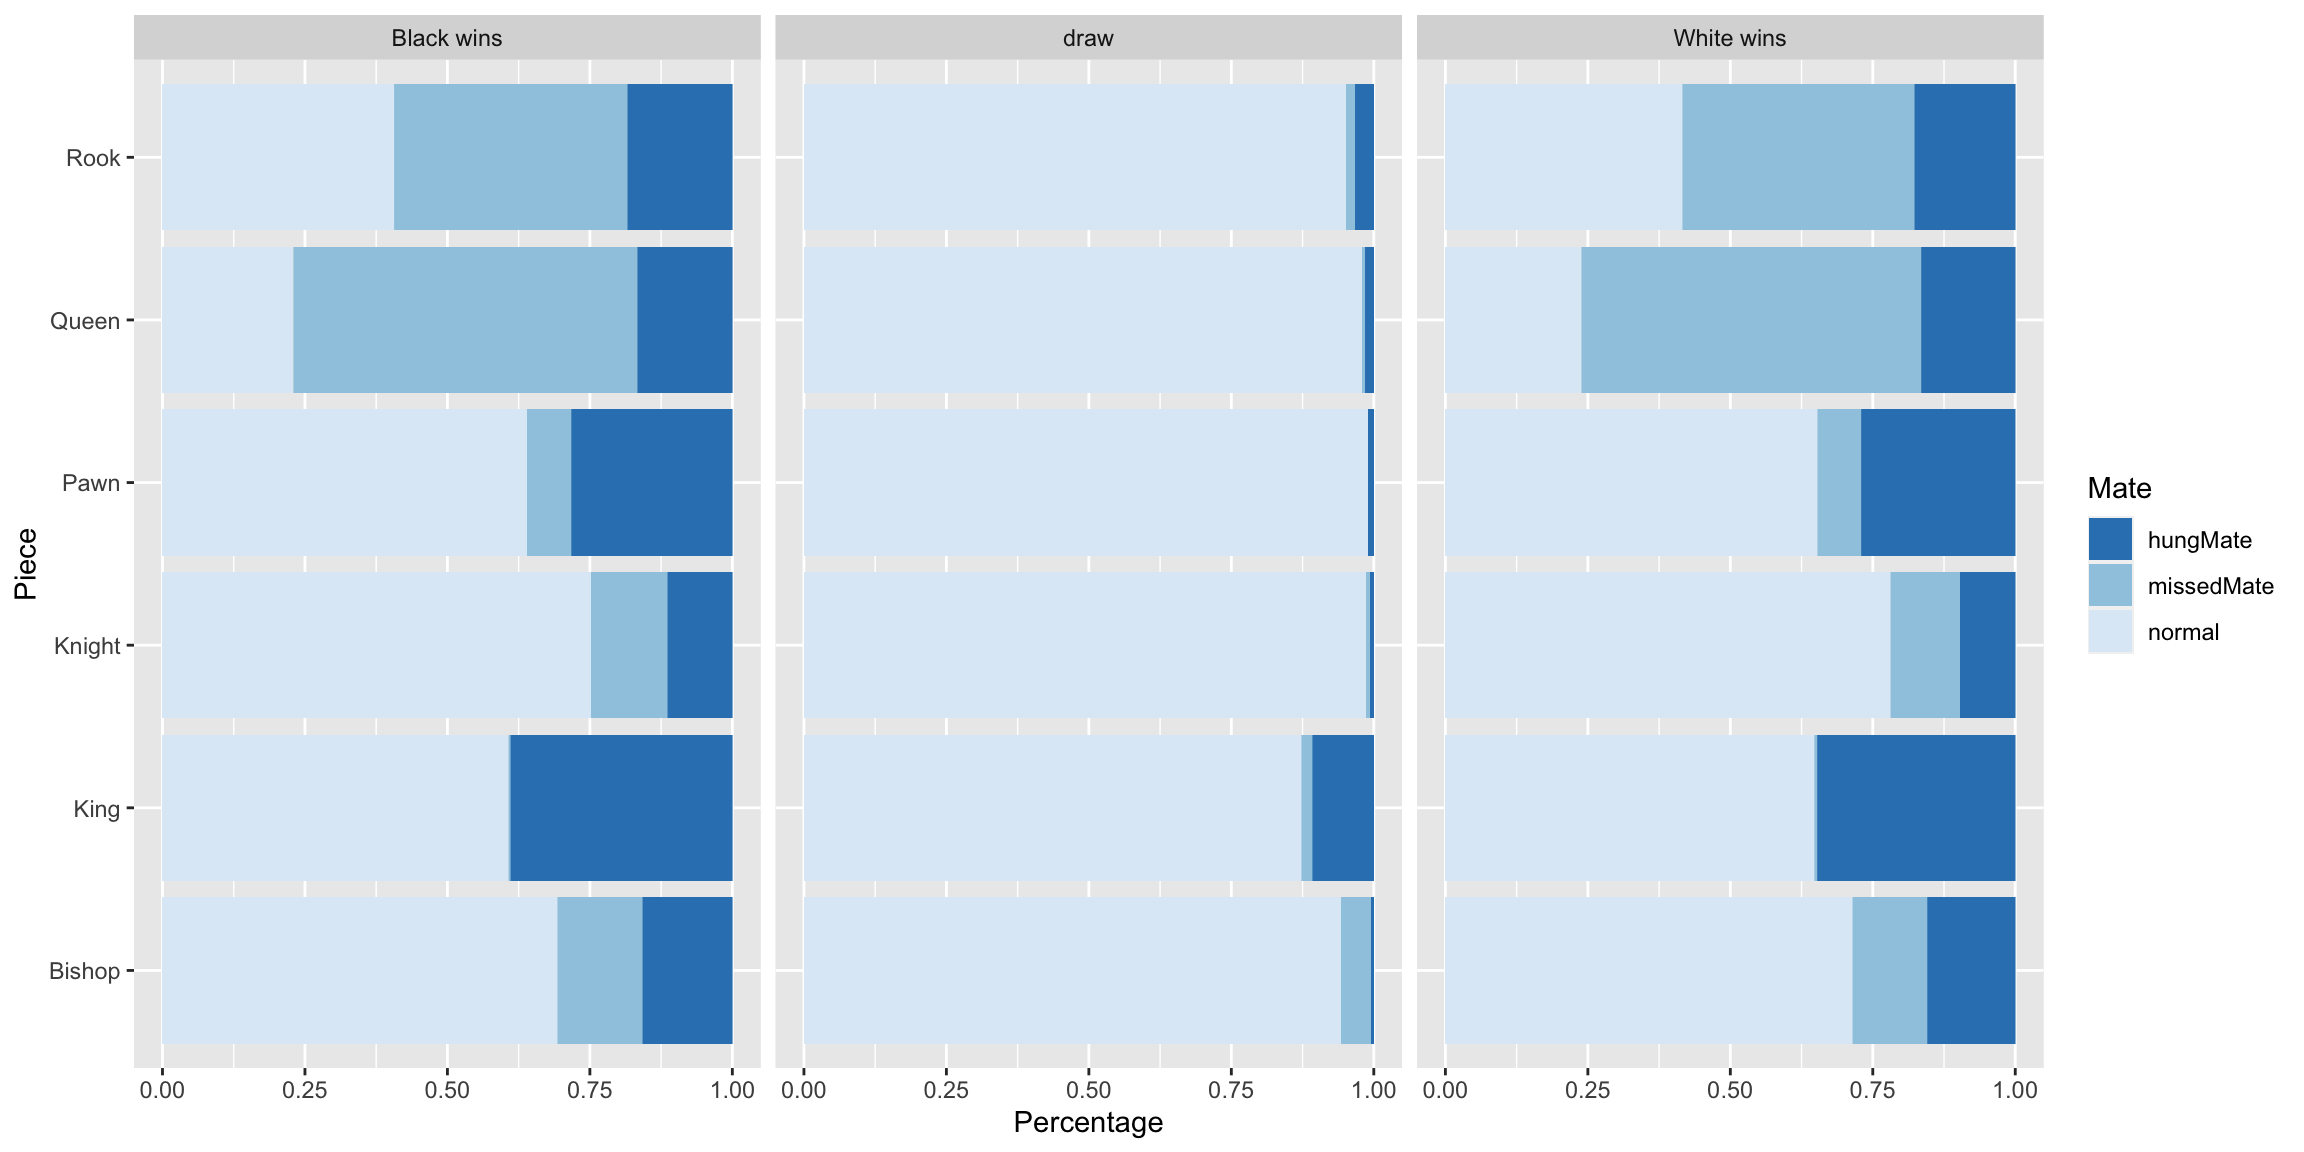 Black wins
draw
White wins
Piece
Rook
Queen
Pawn
Knight
King
Bishop
0.00 0.25 0.50 0.75 1.00
0.00 0.25 0.50 0.75 1.00
0.00 0.25 0.50 0.75 1.00
Percentage
Mate
hungMate
missedMate
normal